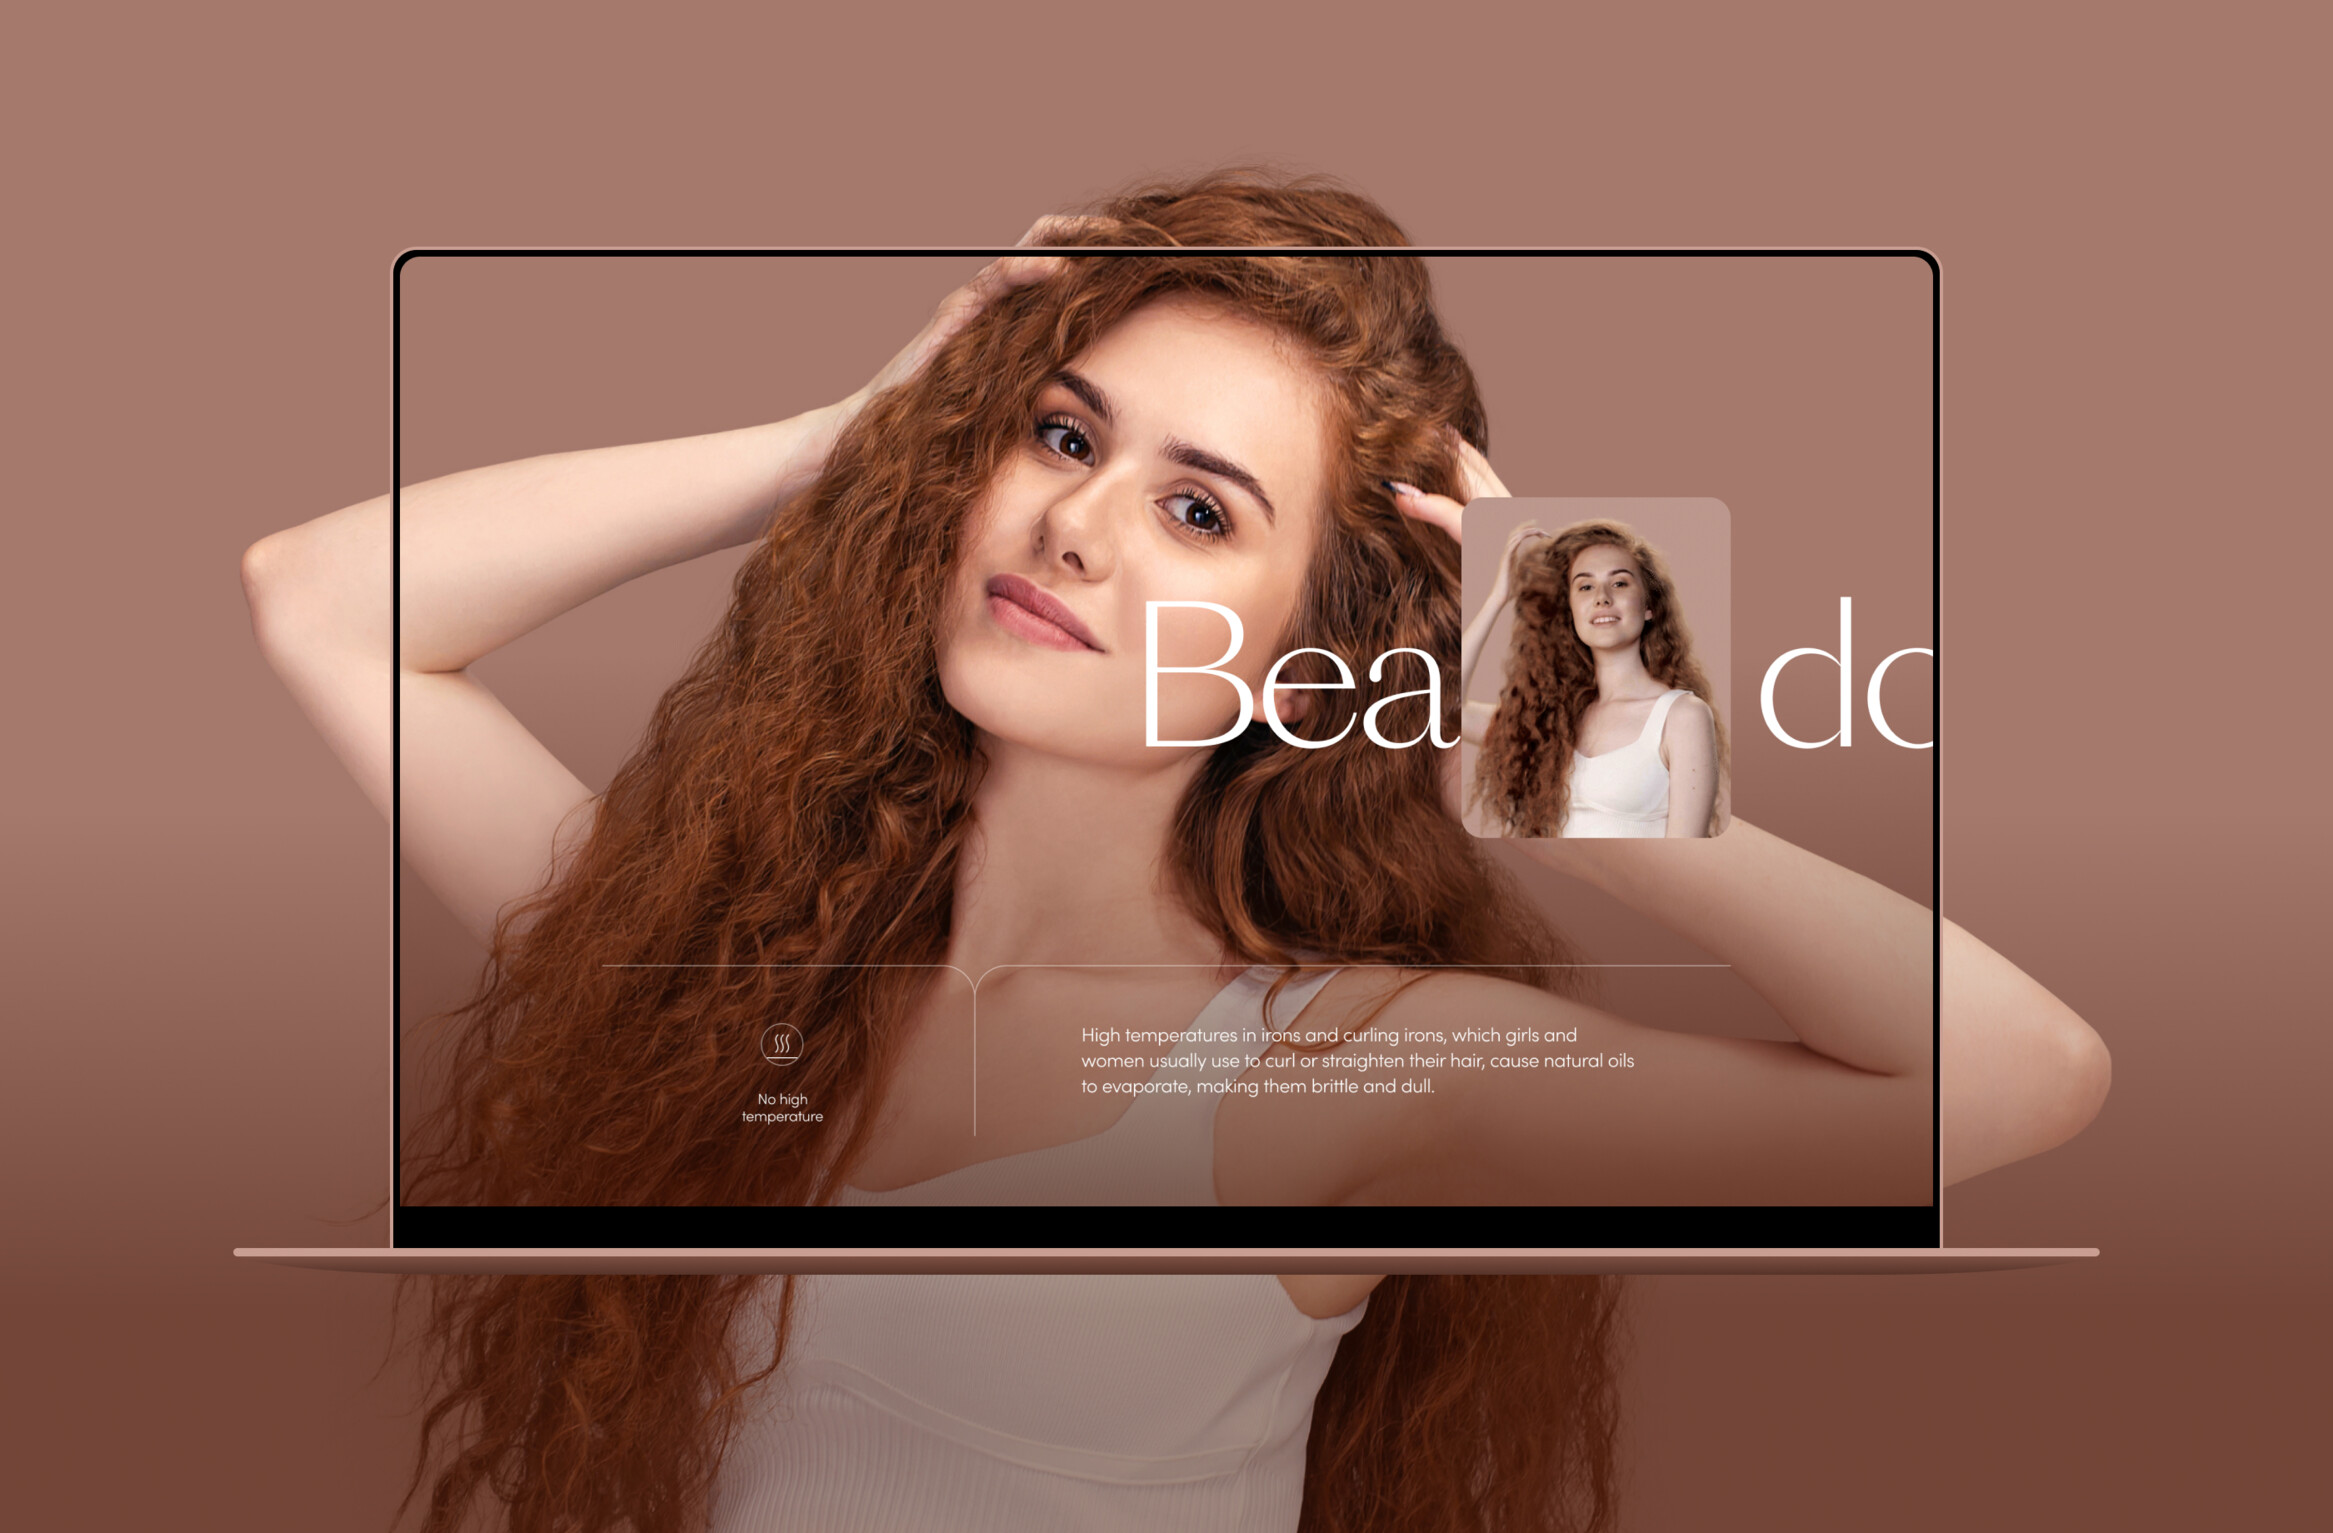 Bea do
No high
temperature
High temperatures in irons and curling irons, which girls and
women usually use to curl or straighten their hair, cause natural oils
to evaporate, making them brittle and dull.